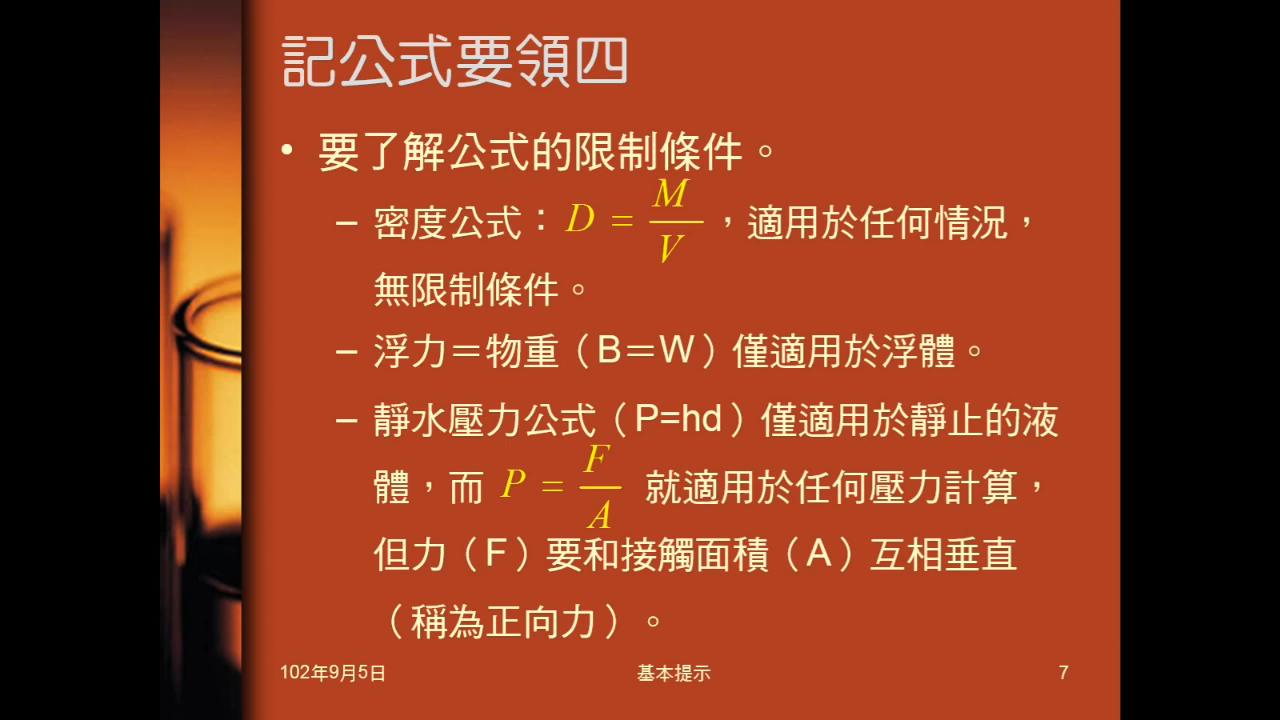 記公式要領四
• 要了解公式的限制條件。
– 密度公式：D = M/V，適用於任何情況，
無限制條件。
– 浮力＝物重（B＝W）僅適用於浮體。
– 靜水壓力公式（P=hd）僅適用於靜止的液
體，而 P = F/A 就適用於任何壓力計算，
但力（F）要和接觸面積（A）互相垂直
（稱為正向力）。
102年9月5日 基本提示 7